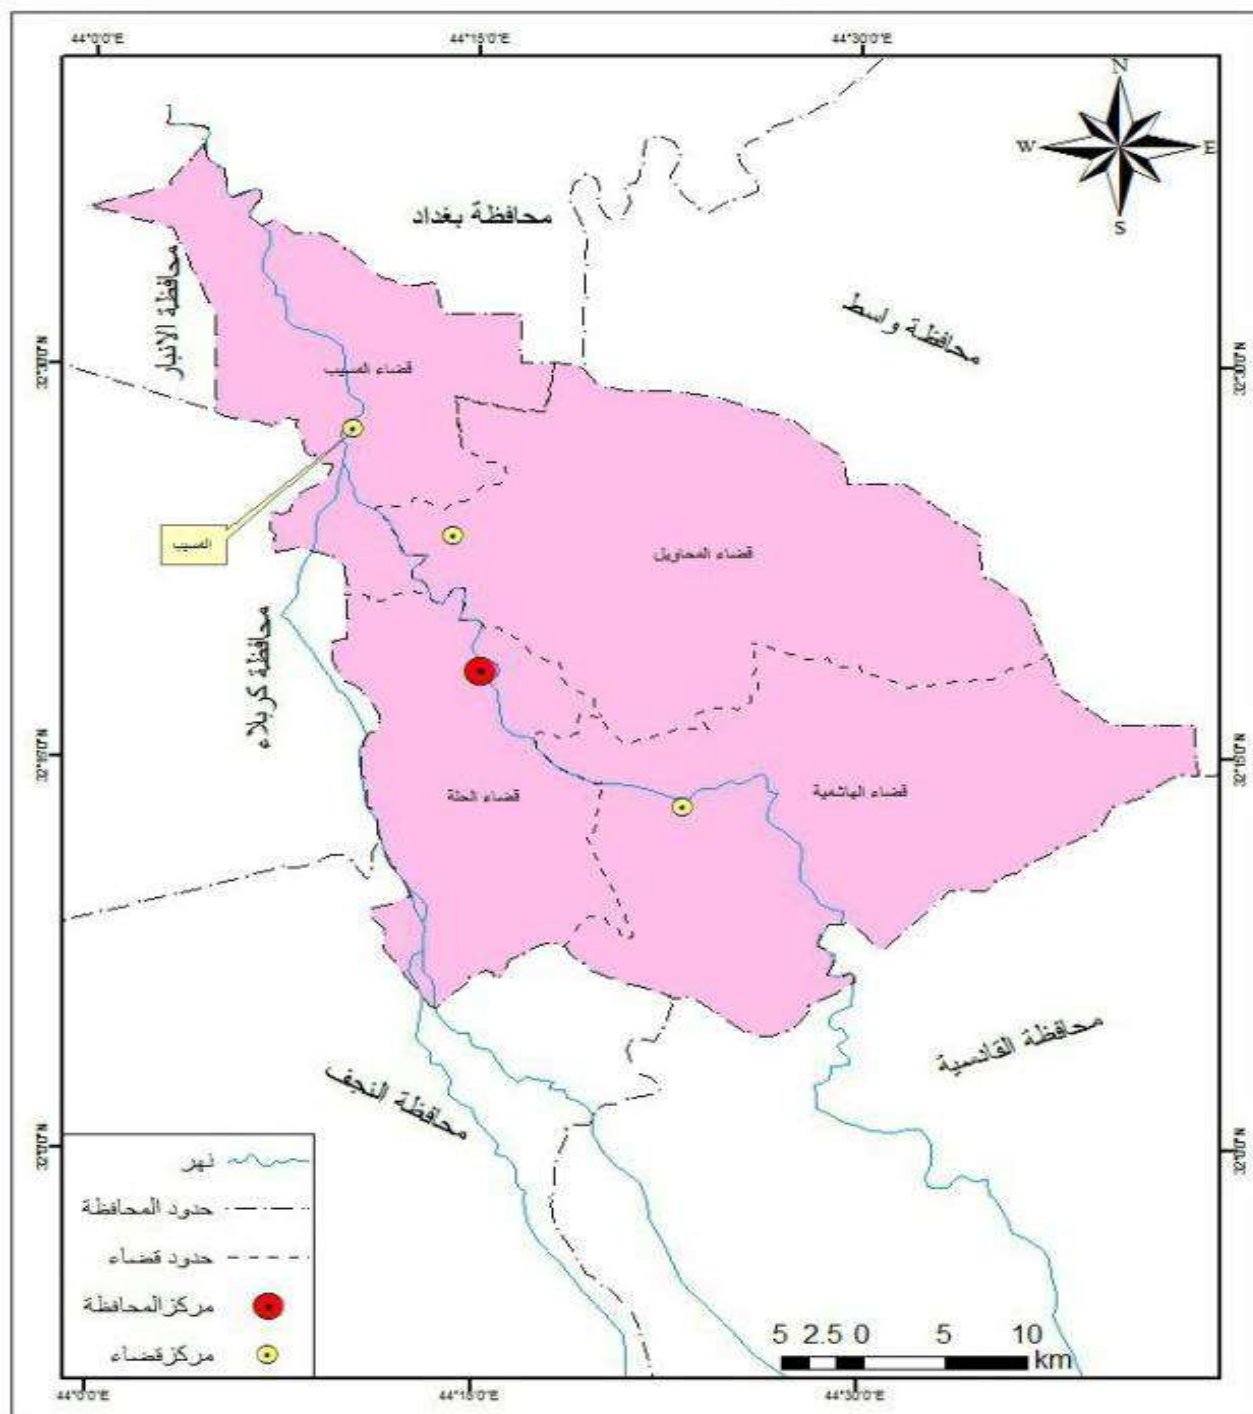 44°0'0"E 44°15'0"E 44°30'0"E
N
W E
S
محافظة بغداد
محافظة الانبار
محافظة واسط
32°30'0"N 32°30'0"N
قضاء المسيب
المسيب
قضاء المحاويل
محافظة كربلاء
32°15'0"N 32°15'0"N
قضاء الحلة
قضاء الهاشمية
محافظة القادسية
محافظة النجف
32°0'0"N 32°0'0"N
نهر
حدود المحافظة
حدود قضاء
مركز المحافظة
مركز قضاء
5 2.5 0 5 10
km
44°0'0"E 44°15'0"E 44°30'0"E